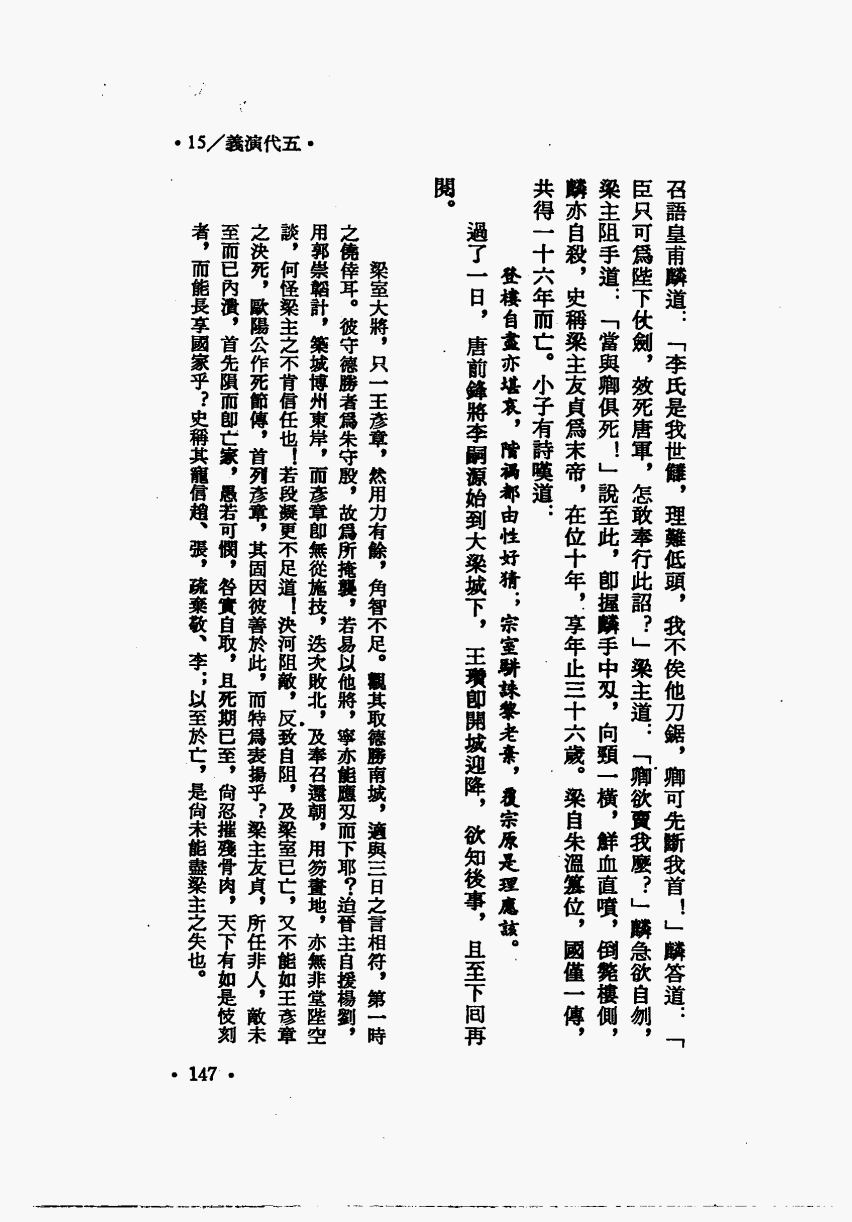 •15/義演代五•
召語皇甫麟道：「李氏是我世讎，理難低頭，我不俟他刀鋸，卿可先斷我首！」麟答道：「
臣只可爲陛下仗劍，效死唐軍，怎敢奉行此詔？」梁主道：「卿欲賣我麼？」麟急欲自刎，
梁主阻手道：「當與卿俱死！」說至此，卽握麟手中刄，向頸一橫，鮮血直噴，倒斃樓側，
麟亦自殺，史稱梁主友貞爲末帝，在位十年，享年止三十六歲。梁自朱溫簒位，國僅一傳，
共得一十六年而亡。小子有詩嘆道：
登樓自盡亦堪哀，階禍都由性好猜；宗室駢誅黎老棄，覆宗原是理應該。
過了一日，唐前鋒將李嗣源始到大梁城下，王瓚卽開城迎降，欲知後事，且至下囘再
閱。
梁室大將，只一王彥章，然用力有餘，角智不足。觀其取德勝南城，適與三日之言相符，第一時
之僥倖耳。彼守德勝者爲朱守殷，故爲所掩襲，若易以他將，寧亦能應刄而下耶？迨晉主自援楊劉，
用郭崇韜計，築城博州東岸，而彥章卽無從施技，迭次敗北，及奉召還朝，用笏畫地，亦無非堂陛空
談，何怪梁主之不肯信任也！若段凝更不足道！決河阻敵，反致自阻，及梁室已亡，又不能如王彥章
之決死，歐陽公作死節傳，首列彥章，其固因彼善於此，而特爲表揚乎？梁主友貞，所任非人，敵未
至而已內潰，首先隕而卽亡家，愚若可憫，咎實自取，且死期已至，尙忍摧殘骨肉，天下有如是忮刻
者，而能長享國家乎？史稱其寵信趙、張，疏棄敬、李；以至於亡，是尙未能盡梁主之失也。
•147•